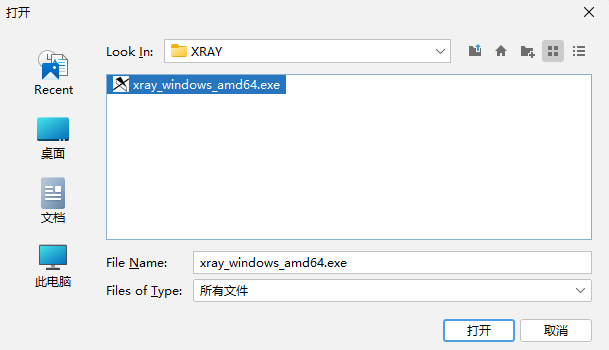 打开
Look In:
XRAY
Recent
桌面
文档
此电脑
xray_windows_amd64.exe
File Name:
xray_windows_amd64.exe
Files of Type:
所有文件
打开
取消